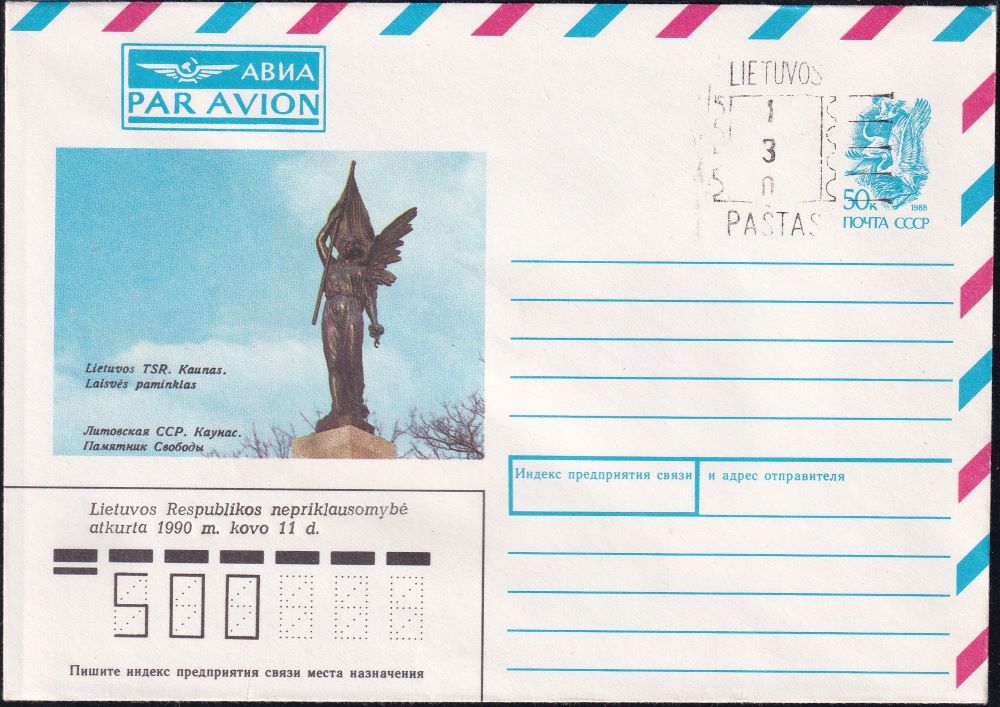 АВИА
PAR AVION
LIETUVOS
1
3
0
PAŠTAS
50к
1988
ПОЧТА СССР
Lietuvos TSR. Kaunas.
Laisvės paminklas
Литовская ССР. Каунас.
Памятник Свободы
Индекс предприятия связи и адрес отправителя
Lietuvos Respublikos nepriklausomybė
atkurta 1990 m. kovo 11 d.
500
Пишите индекс предприятия связи места назначения